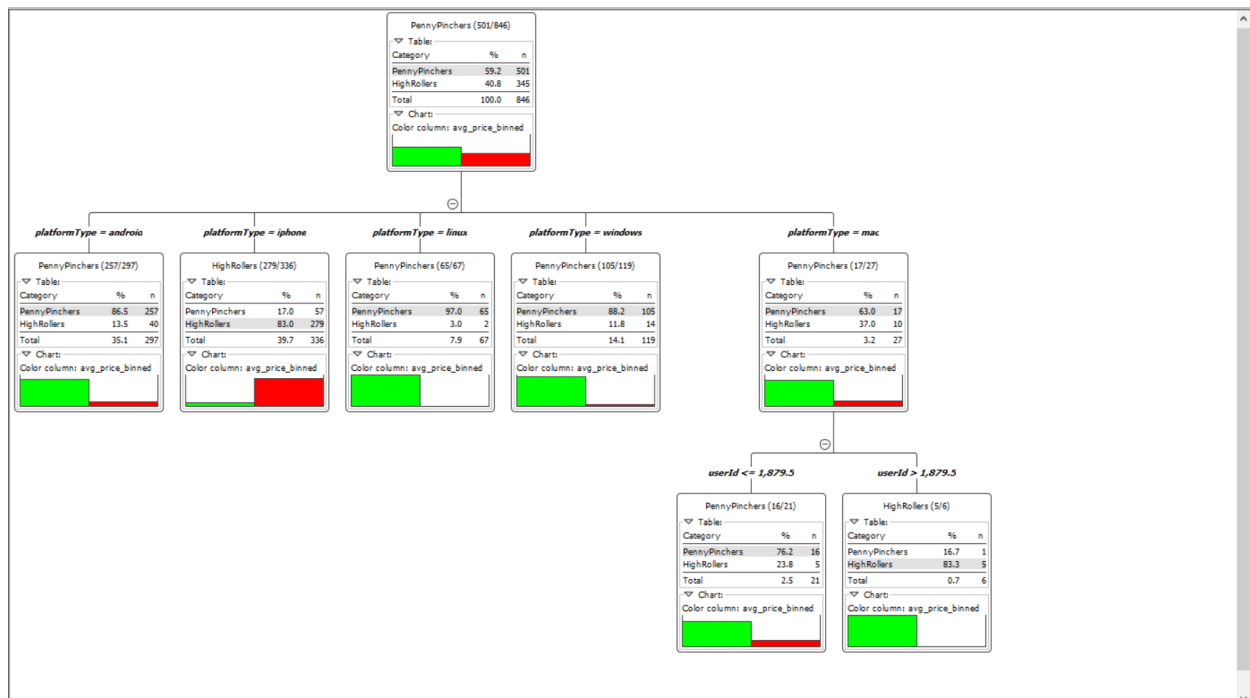 PennyPinchers (501/846)
Table:
Category % n
PennyPinchers 59.2 501
HighRollers 40.8 345
Total 100.0 846
Chart:
Color column: avg_price_binned
platformType = android
platformType = iphone
platformType = linux
platformType = windows
platformType = mac
PennyPinchers (257/297)
Table:
Category % n
PennyPinchers 86.5 257
HighRollers 13.5 40
Total 35.1 297
Chart:
Color column: avg_price_binned
HighRollers (279/336)
Table:
Category % n
PennyPinchers 17.0 57
HighRollers 83.0 279
Total 39.7 336
Chart:
Color column: avg_price_binned
PennyPinchers (65/67)
Table:
Category % n
PennyPinchers 97.0 65
HighRollers 3.0 2
Total 7.9 67
Chart:
Color column: avg_price_binned
PennyPinchers (105/119)
Table:
Category % n
PennyPinchers 88.2 105
HighRollers 11.8 14
Total 14.1 119
Chart:
Color column: avg_price_binned
PennyPinchers (17/27)
Table:
Category % n
PennyPinchers 63.0 17
HighRollers 37.0 10
Total 3.2 27
Chart:
Color column: avg_price_binned
userId <= 1,879.5
userId > 1,879.5
PennyPinchers (16/21)
Table:
Category % n
PennyPinchers 76.2 16
HighRollers 23.8 5
Total 2.5 21
Chart:
Color column: avg_price_binned
HighRollers (5/6)
Table:
Category % n
PennyPinchers 16.7 1
HighRollers 83.3 5
Total 0.7 6
Chart:
Color column: avg_price_binned